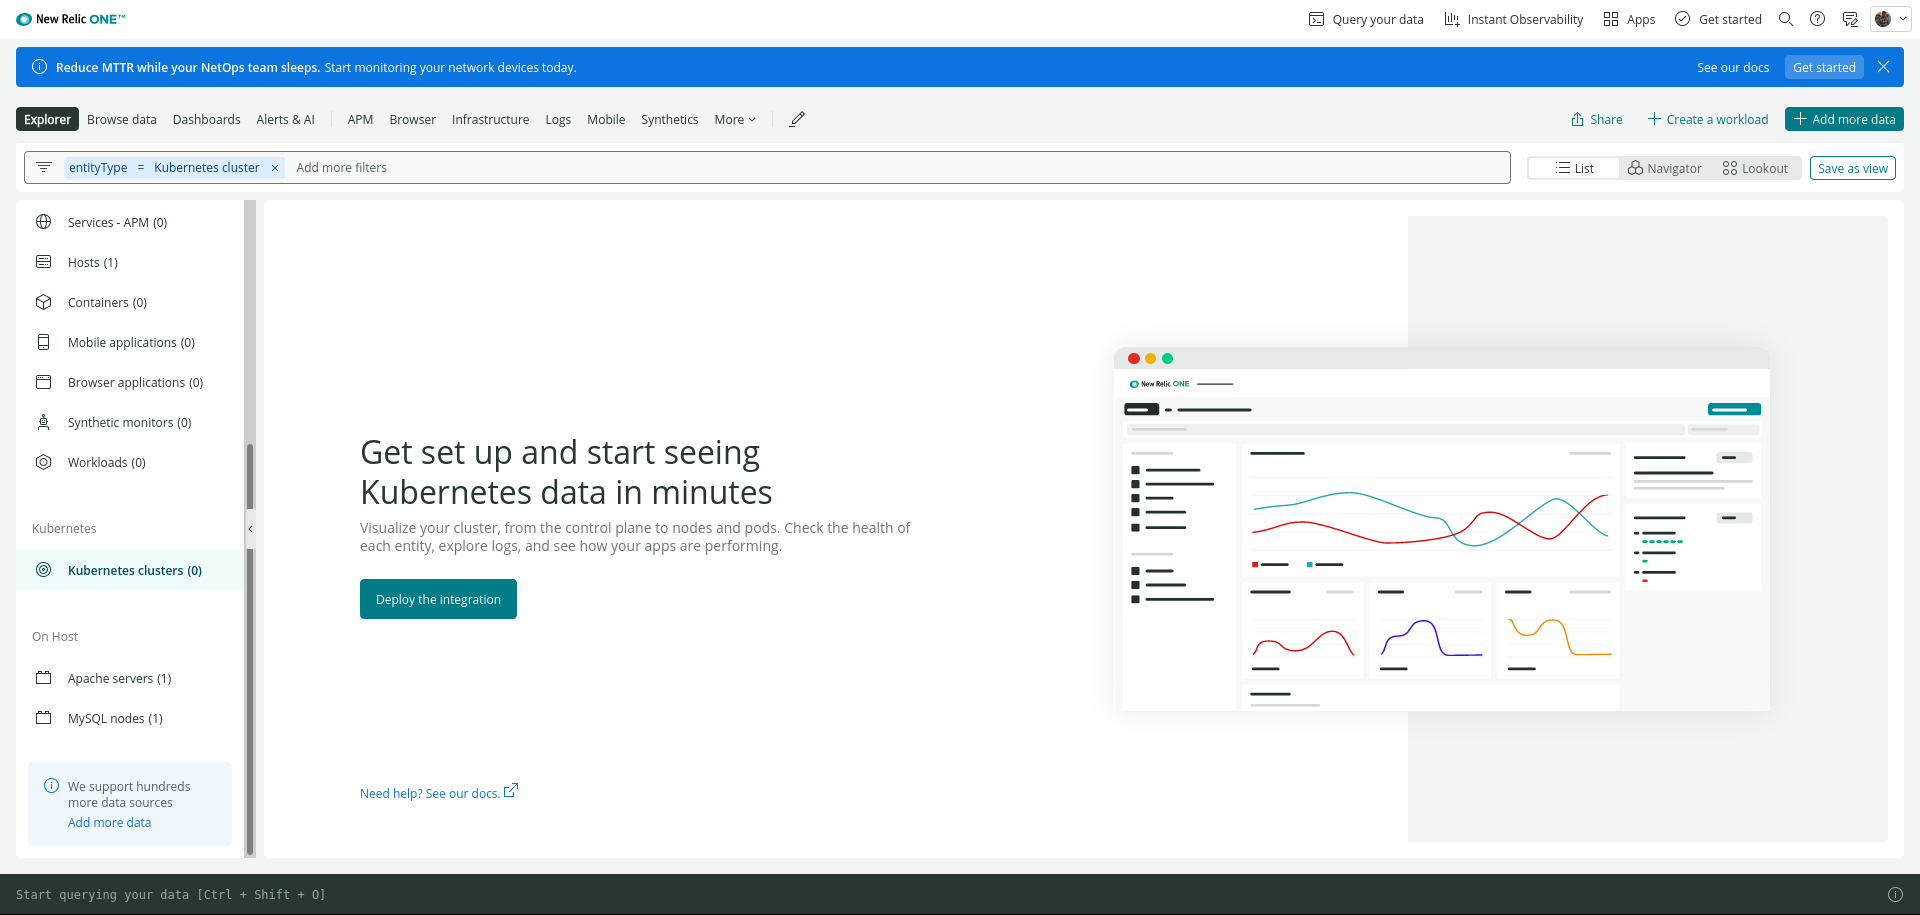 New Relic ONE™
Query your data
Instant Observability
Apps
Get started
Reduce MTTR while your NetOps team sleeps. Start monitoring your network devices today.
See our docs
Get started
Explorer
Browse data
Dashboards
Alerts & AI
APM
Browser
Infrastructure
Logs
Mobile
Synthetics
More
Share
Create a workload
Add more data
entityType = Kubernetes cluster ×
Add more filters
List
Navigator
Lookout
Save as view
Services - APM (0)
Hosts (1)
Containers (0)
Mobile applications (0)
Browser applications (0)
Synthetic monitors (0)
Workloads (0)
Kubernetes
Kubernetes clusters (0)
On Host
Apache servers (1)
MySQL nodes (1)
We support hundreds
more data sources
Add more data
Get set up and start seeing
Kubernetes data in minutes
Visualize your cluster, from the control plane to nodes and pods. Check the health of
each entity, explore logs, and see how your apps are performing.
Deploy the integration
Need help? See our docs.
New Relic ONE
Start querying your data [Ctrl + Shift + O]